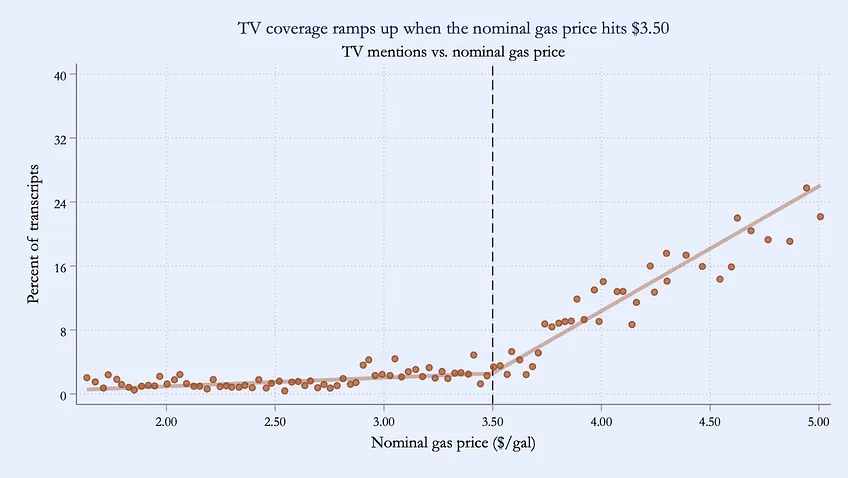 TV coverage ramps up when the nominal gas price hits $3.50
TV mentions vs. nominal gas price
40
32
24
16
8
0
Percent of transcripts
2.00 2.50 3.00 3.50 4.00 4.50 5.00
Nominal gas price ($/gal)